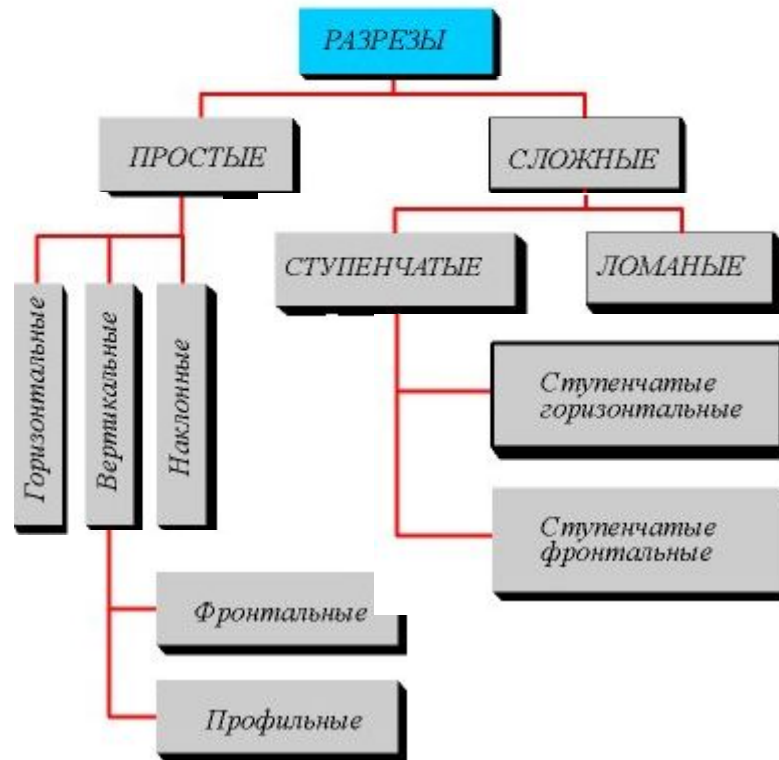 РАЗРЕЗЫ
ПРОСТЫЕ
СЛОЖНЫЕ
СТУПЕНЧАТЫЕ
ЛОМАНЫЕ
Горизонтальные
Вертикальные
Наклонные
Ступенчатые
горизонтальные
Ступенчатые
фронтальные
Фронтальные
Профильные